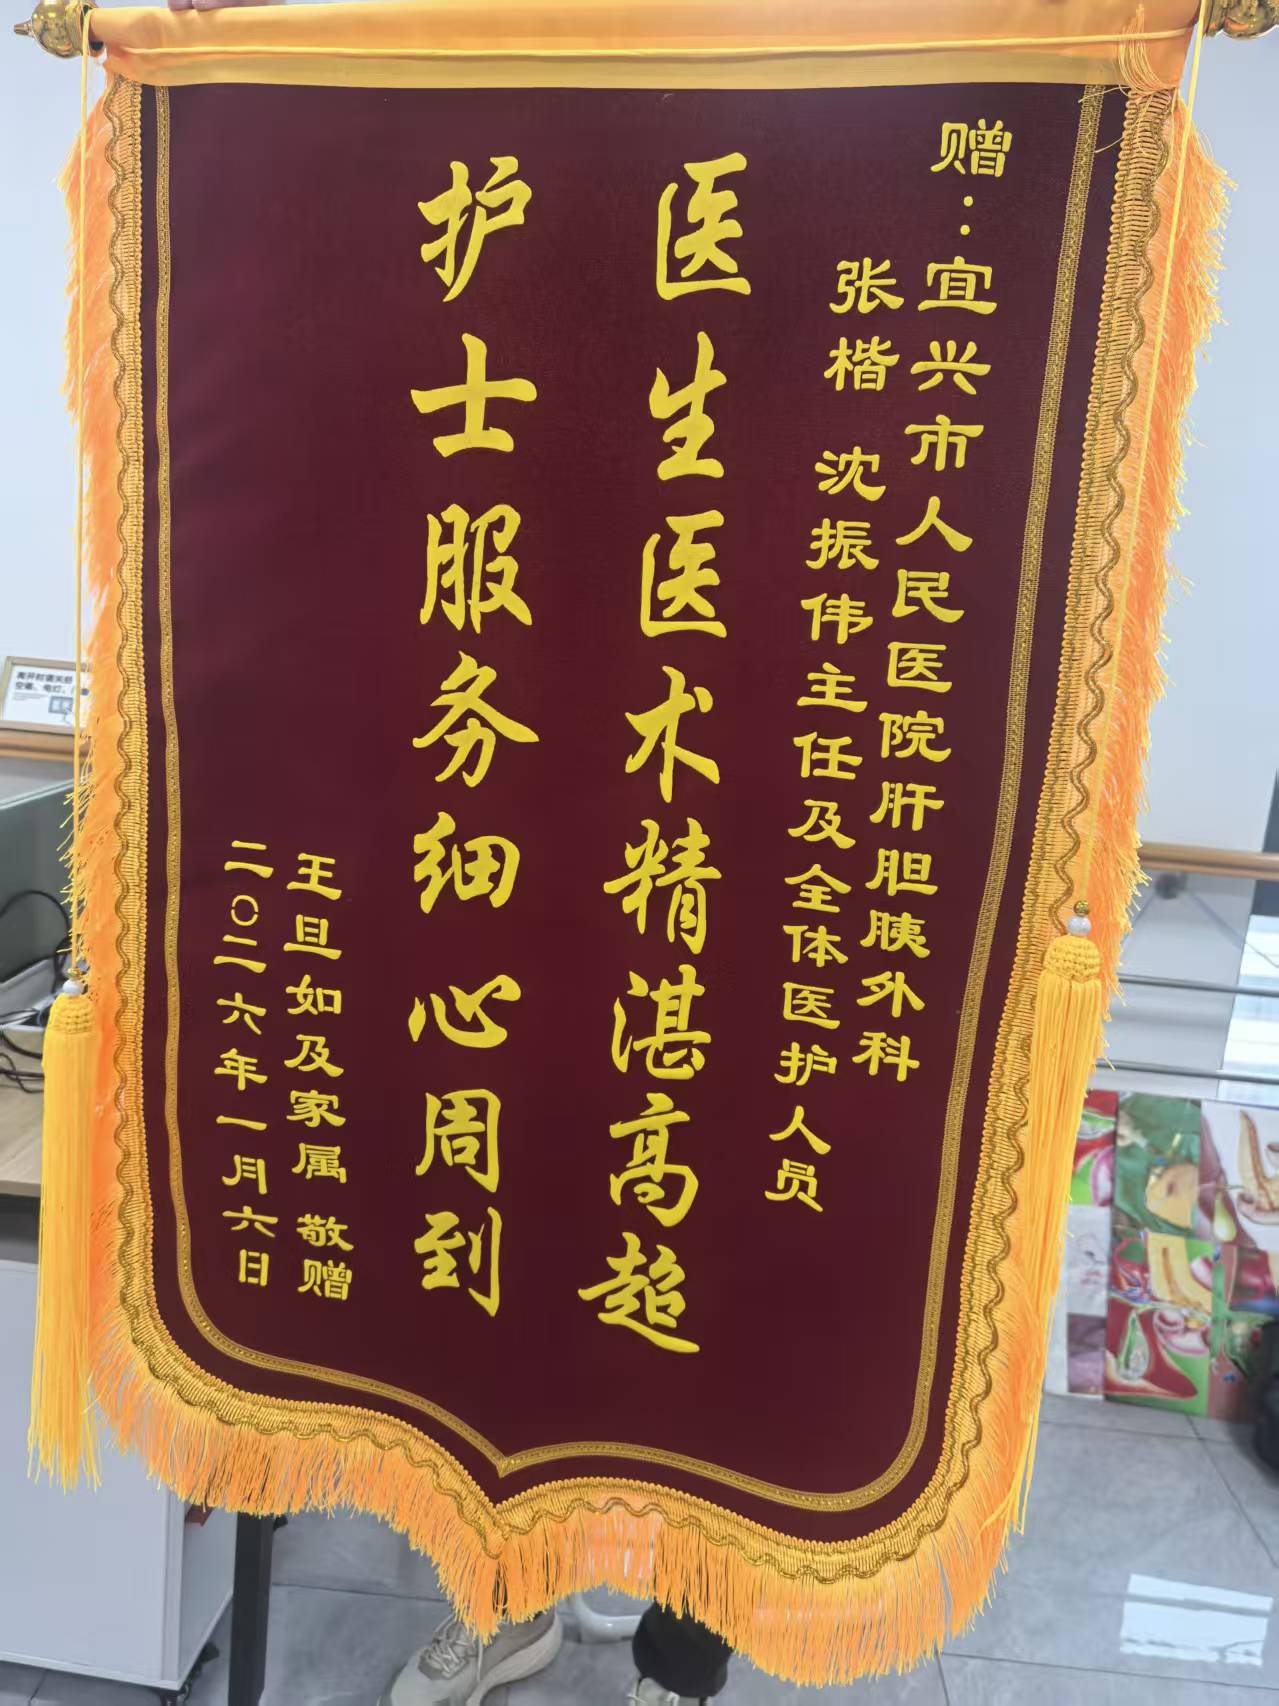 赠：宜兴市人民医院肝胆胰外科
张楷 沈振伟主任及全体医护人员
医生医术精湛高超
护士服务细心周到
王旦如及家属 敬赠
二〇二六年一月六日